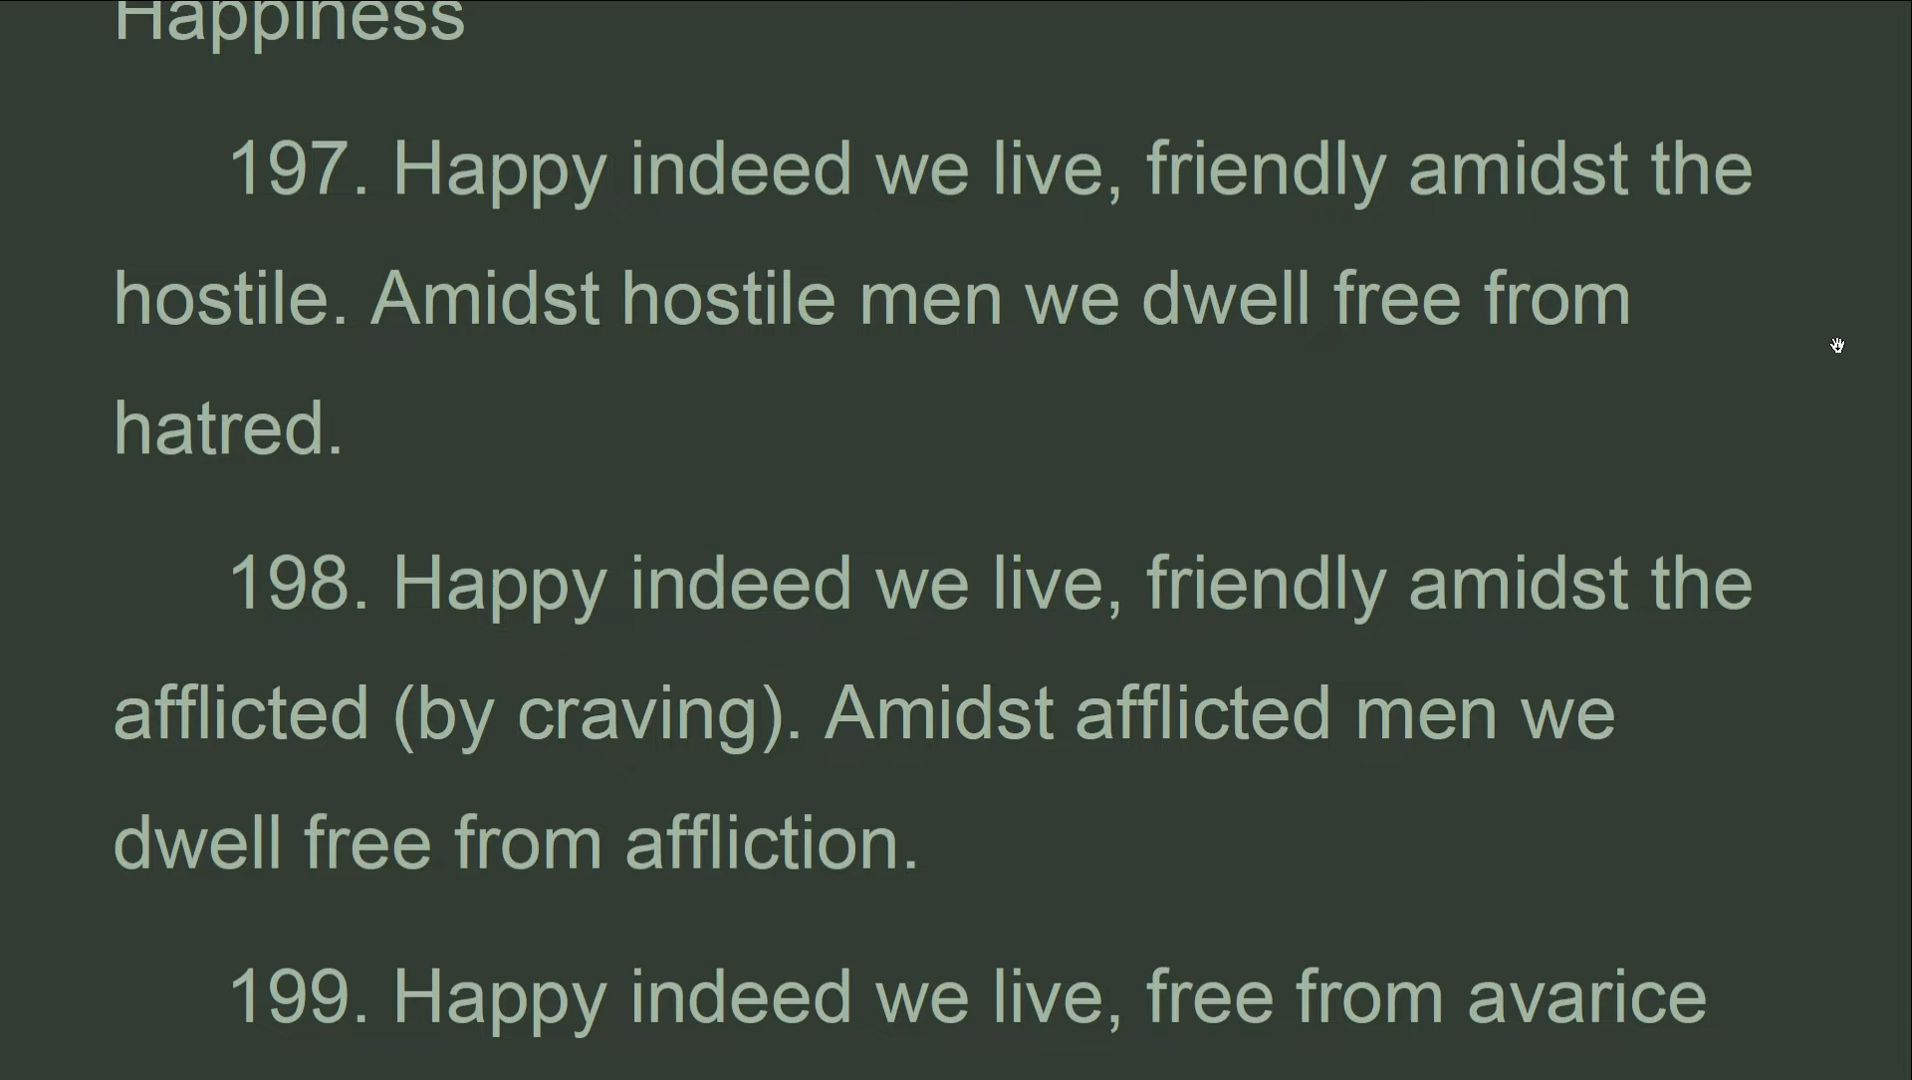 Happiness
197. Happy indeed we live, friendly amidst the
hostile. Amidst hostile men we dwell free from
hatred.
198. Happy indeed we live, friendly amidst the
afflicted (by craving). Amidst afflicted men we
dwell free from affliction.
199. Happy indeed we live, free from avarice